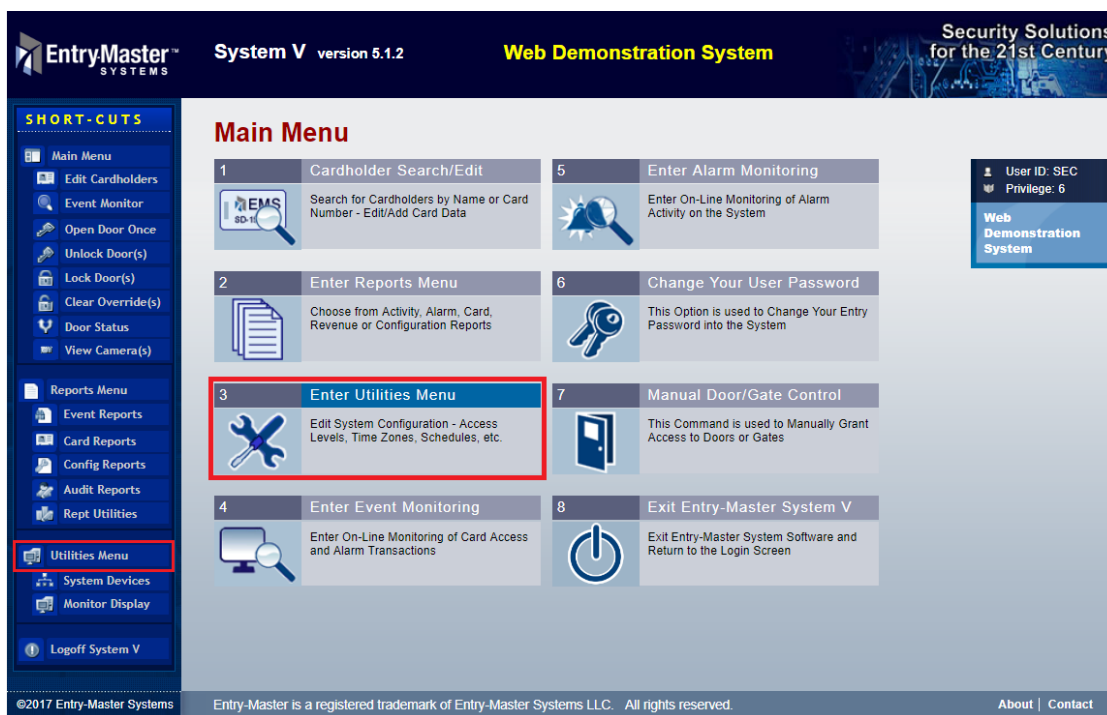 Entry-Master™
SYSTEMS
System V version 5.1.2
Web Demonstration System
Security Solutions
for the 21st Century
SHORT-CUTS
Main Menu
Edit Cardholders
Event Monitor
Open Door Once
Unlock Door(s)
Lock Door(s)
Clear Override(s)
Door Status
View Camera(s)
Reports Menu
Event Reports
Card Reports
Config Reports
Audit Reports
Rept Utilities
Utilities Menu
System Devices
Monitor Display
Logoff System V
Main Menu
1 Cardholder Search/Edit
EMS
Search for Cardholders by Name or Card
Number - Edit/Add Card Data
2 Enter Reports Menu
Choose from Activity, Alarm, Card,
Revenue or Configuration Reports
3 Enter Utilities Menu
Edit System Configuration - Access
Levels, Time Zones, Schedules, etc.
4 Enter Event Monitoring
Enter On-Line Monitoring of Card Access
and Alarm Transactions
5 Enter Alarm Monitoring
Enter On-Line Monitoring of Alarm
Activity on the System
6 Change Your User Password
This Option is used to Change Your Entry
Password into the System
7 Manual Door/Gate Control
This Command is used to Manually Grant
Access to Doors or Gates
8 Exit Entry-Master System V
Exit Entry-Master System Software and
Return to the Login Screen
User ID: SEC
Privilege: 6
Web
Demonstration
System
©2017 Entry-Master Systems
Entry-Master is a registered trademark of Entry-Master Systems LLC. All rights reserved.
About | Contact